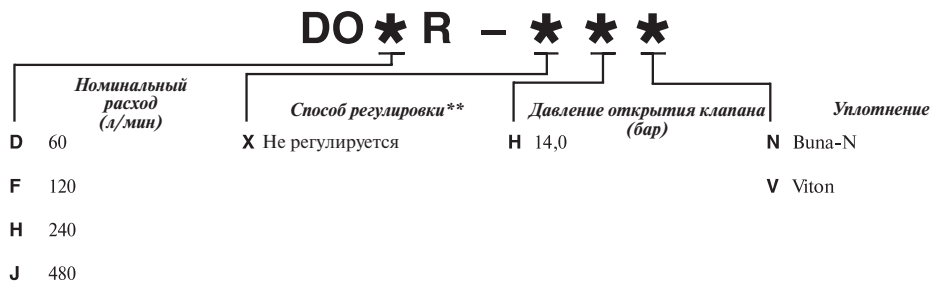 DO * R – * * *
Номинальный
расход
(л/мин)
D 60
F 120
H 240
J 480
Способ регулировки**
X Не регулируется
Давление открытия клапана
(бар)
H 14,0
Уплотнение
N Buna-N
V Viton